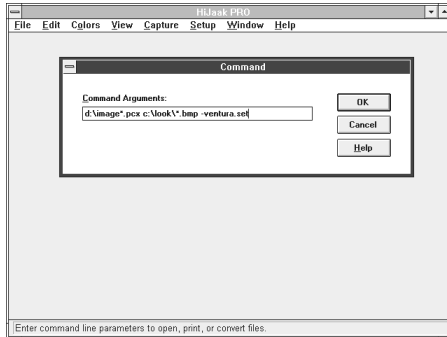 HiJaak PRO
File Edit Colors View Capture Setup Window Help
Command
Command Arguments:
d:\image*.pcx c:\look\*.bmp -ventura.set
OK
Cancel
Help
Enter command line parameters to open, print, or convert files.